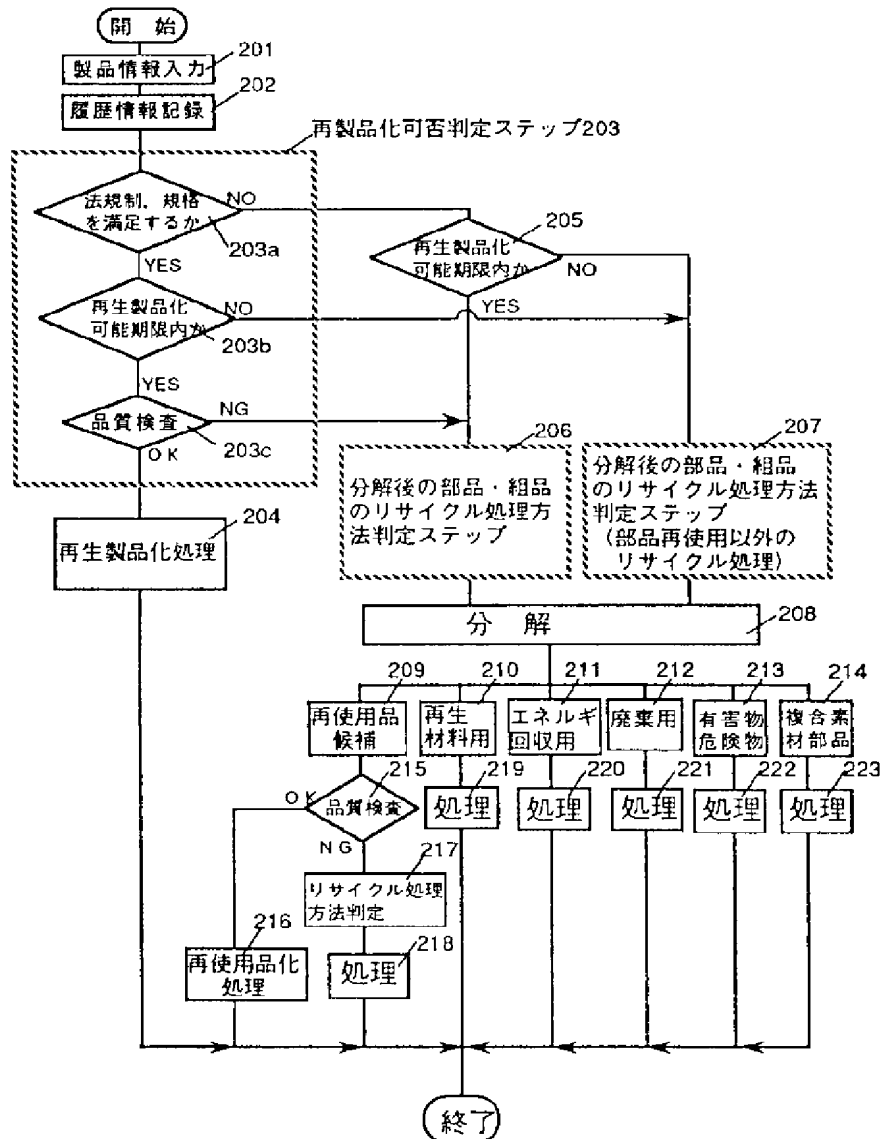 開 始
201
製品情報入力
202
履歴情報記録
再製品化可否判定ステップ203
法規制、規格
を満足するか
NO
203a
YES
205
再生製品化
可能期限内か
NO
YES
再生製品化
可能期限内か
NO
203b
YES
品質検査
NG
203c
OK
204
再生製品化処理
206
分解後の部品・組品
のリサイクル処理方
法判定ステップ
207
分解後の部品・組品
のリサイクル処理方法
判定ステップ
(部品再使用以外の
リサイクル処理)
分 解
208
209
再使用品
候補
210
再生
材料用
211
エネルギ
回収用
212
廃棄用
213
有害物
危険物
214
複合素
材部品
215
OK
品質検査
NG
219
処理
220
処理
221
処理
222
処理
223
処理
217
リサイクル処理
方法判定
216
再使用品化
処理
218
処理
終了